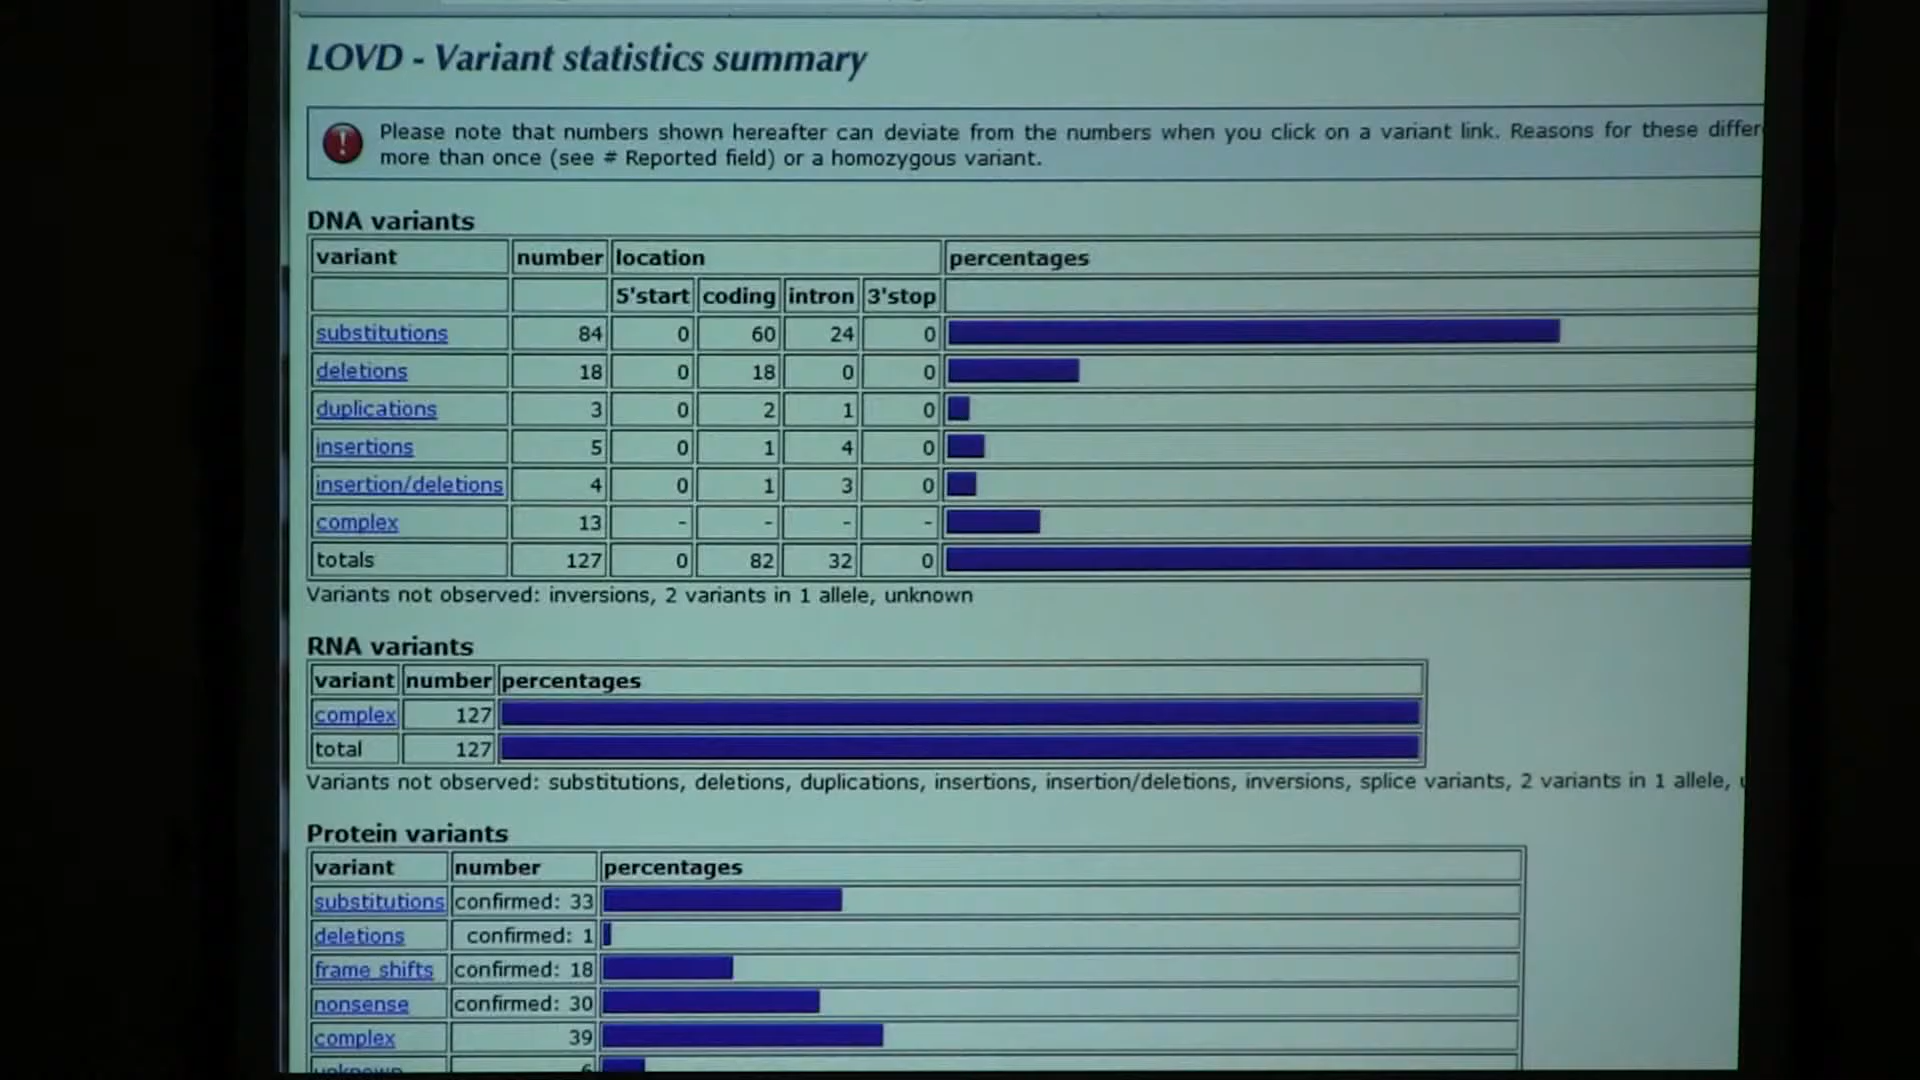 LOVD - Variant statistics summary
Please note that numbers shown hereafter can deviate from the numbers when you click on a variant link. Reasons for these
more than once (see # Reported field) or a homozygous variant.
DNA variants
variant number location percentages
5'start coding intron 3'stop
substitutions 84 0 60 24 0
deletions 18 0 18 0 0
duplications 3 0 2 1 0
insertions 5 0 1 4 0
insertion/deletions 4 0 1 3 0
complex 13 - - - -
totals 127 0 82 32 0
Variants not observed: inversions, 2 variants in 1 allele, unknown
RNA variants
variant number percentages
complex 127
total 127
Variants not observed: substitutions, deletions, duplications, insertions, insertion/deletions, inversions, splice variants, 2 variants in 1 allele,
Protein variants
variant number percentages
substitutions confirmed: 33
deletions confirmed: 1
frame shifts confirmed: 18
nonsense confirmed: 30
complex 39
unknown 6